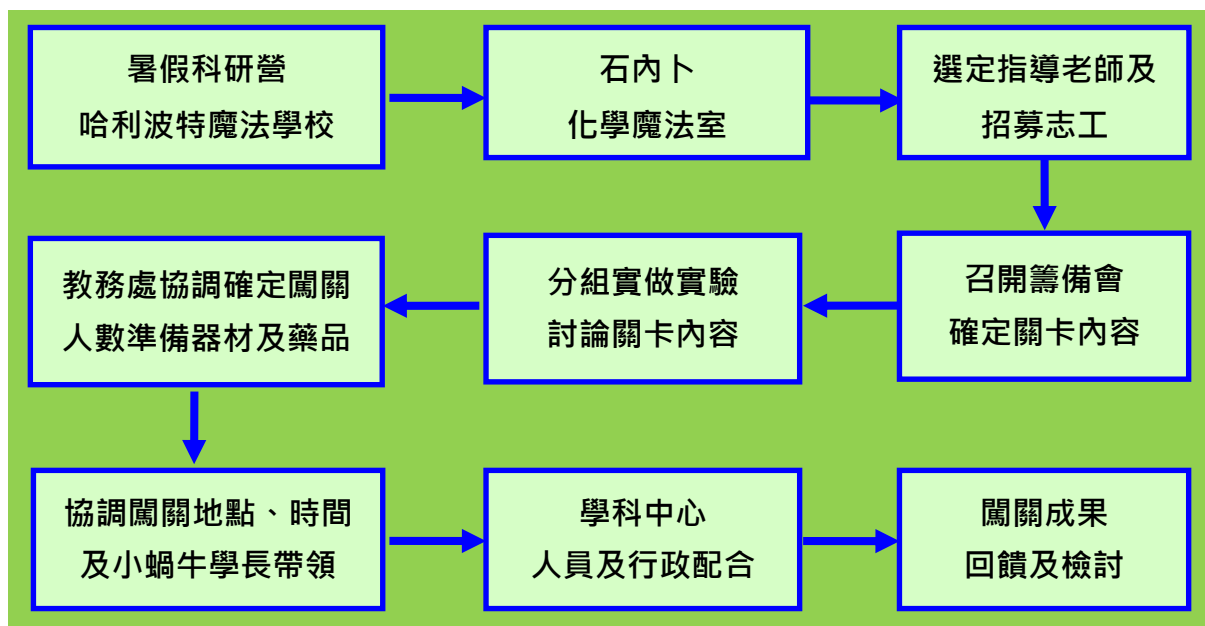 暑假科研營
哈利波特魔法學校
石內卜
化學魔法室
選定指導老師及
招募志工
召開籌備會
確定關卡內容
分組實做實驗
討論關卡內容
教務處協調確定闖關
人數準備器材及藥品
協調闖關地點、時間
及小蝸牛學長帶領
學科中心
人員及行政配合
闖關成果
回饋及檢討